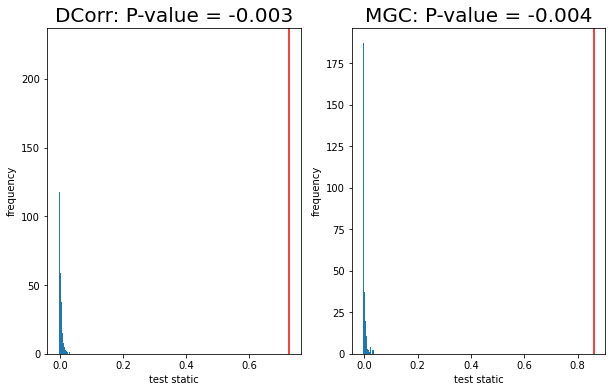 DCorr: P-value = -0.003
frequency
200
150
100
50
0
0.0 0.2 0.4 0.6
test static
MGC: P-value = -0.004
frequency
175
150
125
100
75
50
25
0
0.0 0.2 0.4 0.6 0.8
test static